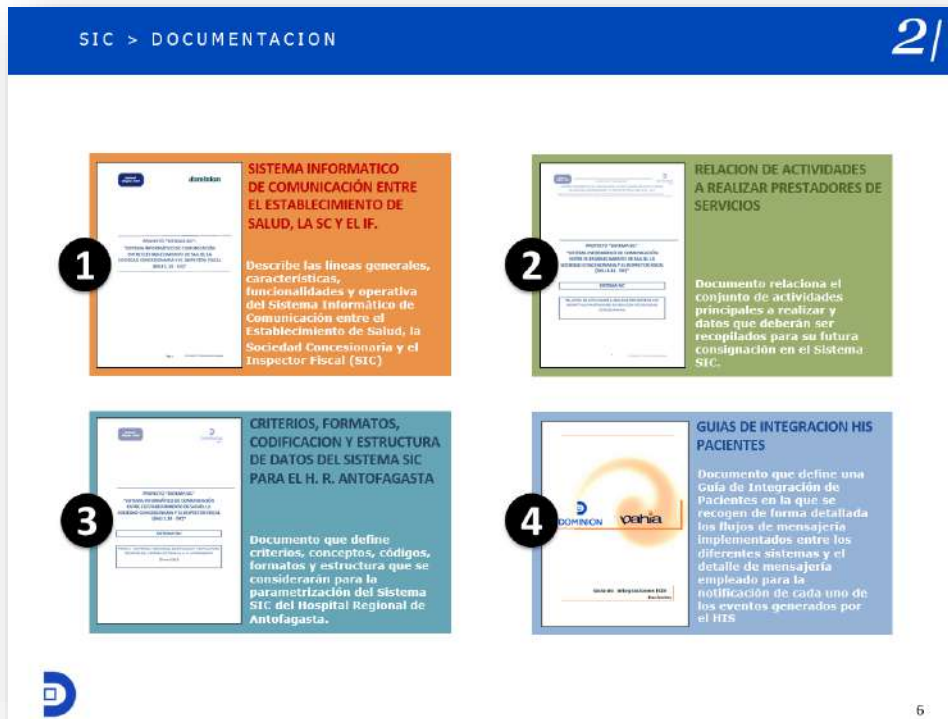 SIC > DOCUMENTACION
2/
1
dominion
PROYECTO "SISTEMA SIC":
SISTEMA INFORMATICO
DE COMUNICACIÓN ENTRE
EL ESTABLECIMIENTO DE
SALUD, LA SC Y EL IF.
Describe las líneas generales,
características,
funcionalidades y operativa
del Sistema Informático de
Comunicación entre el
Establecimiento de Salud, la
Sociedad Concesionaria y el
Inspector Fiscal (SIC)
2
RELACION DE ACTIVIDADES
A REALIZAR PRESTADORES DE
SERVICIOS
Documento relaciona el
conjunto de actividades
principales a realizar y
datos que deberán ser
recopilados para su futura
consignación en el Sistema
SIC.
3
CRITERIOS, FORMATOS,
CODIFICACION Y ESTRUCTURA
DE DATOS DEL SISTEMA SIC
PARA EL H. R. ANTOFAGASTA
Documento que define
criterios, conceptos, códigos,
formatos y estructura que se
considerarán para la
parametrización del Sistema
SIC del Hospital Regional de
Antofagasta.
4
DOMINION
pahia
GUIAS DE INTEGRACION HIS
PACIENTES
Documento que define una
Guía de Integración de
Pacientes en la que se
recogen de forma detallada
los flujos de mensajería
implementados entre los
diferentes sistemas y el
detalle de mensajería
empleado para la
notificación de cada uno de
los eventos generados por
el HIS
6